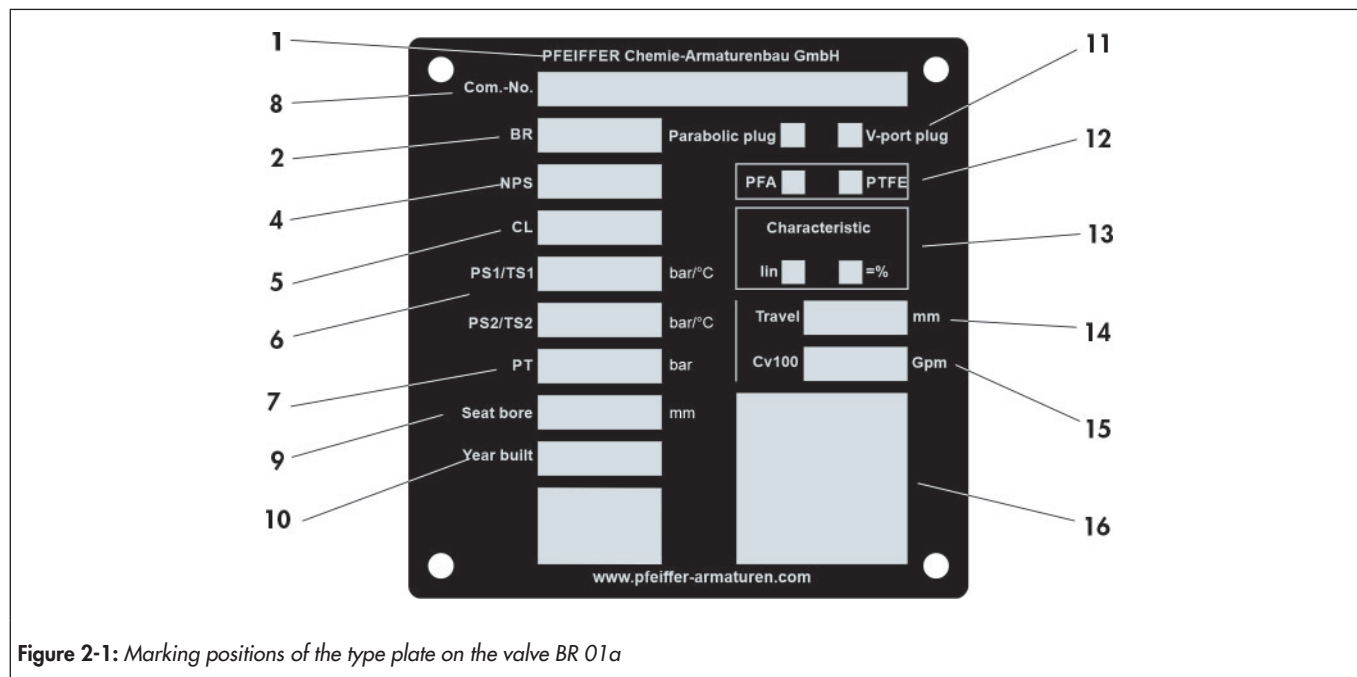 1
PFEIFFER Chemie-Armaturenbau GmbH
11
8
Com.-No.
2
BR
Parabolic plug
V-port plug
12
4
NPS
PFA
PTFE
5
CL
Characteristic
13
6
PS1/TS1
bar/°C
lin
=%
PS2/TS2
bar/°C
Travel
mm
14
7
PT
bar
Cv100
Gpm
15
9
Seat bore
mm
10
Year built
16
www.pfeiffer-armaturen.com
Figure 2-1: Marking positions of the type plate on the valve BR 01a